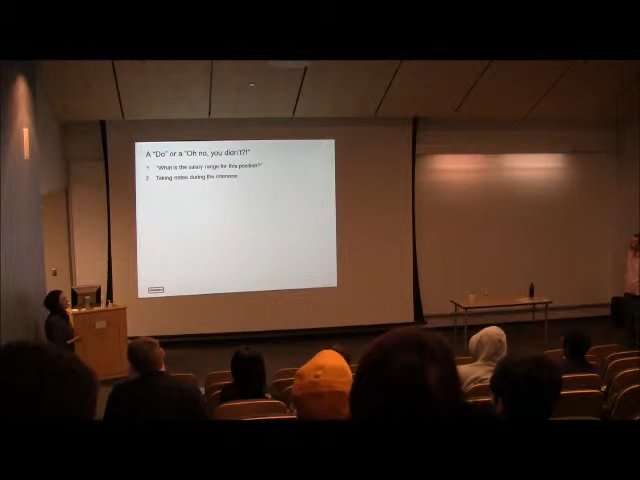 A "Do" or a "Oh no, you didn't?!"
1 "What is the salary range for this position?"
2 Taking notes during the interview